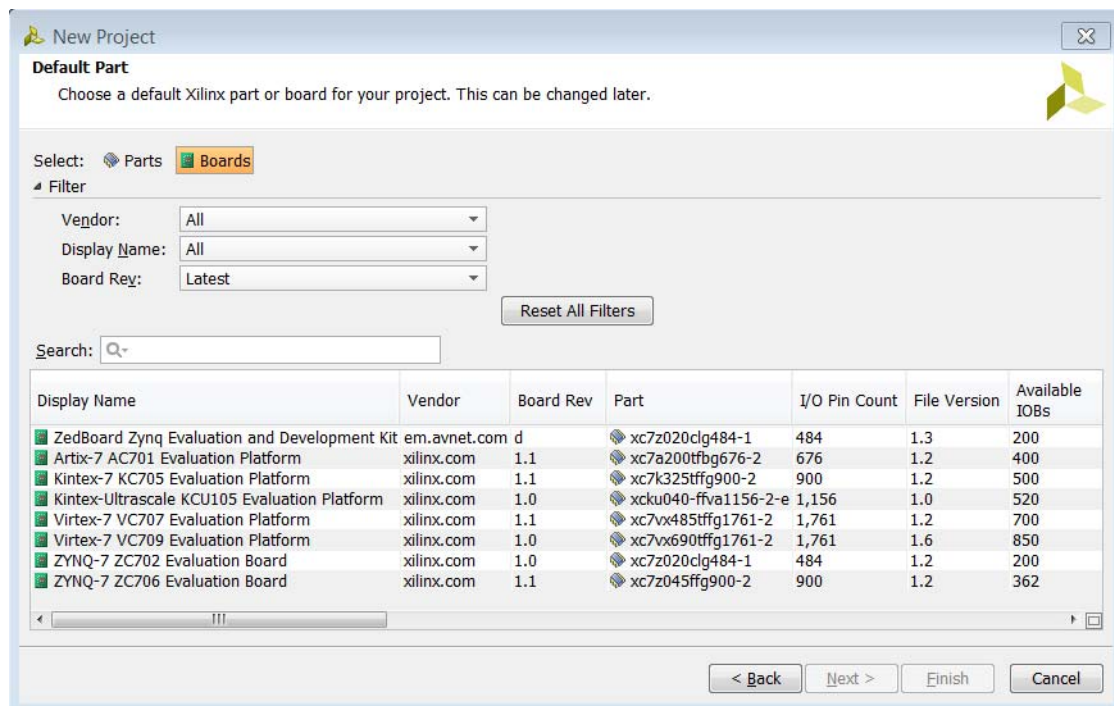 New Project
Default Part
Choose a default Xilinx part or board for your project. This can be changed later.
Select: Parts Boards
Filter
Vendor: All
Display Name: All
Board Rev: Latest
Reset All Filters
Search:
Display Name Vendor Board Rev Part I/O Pin Count File Version Available IOBs
ZedBoard Zynq Evaluation and Development Kit em.avnet.com d xc7z020clg484-1 484 1.3 200
Artix-7 AC701 Evaluation Platform xilinx.com 1.1 xc7a200tfbg676-2 676 1.2 400
Kintex-7 KC705 Evaluation Platform xilinx.com 1.1 xc7k325tffg900-2 900 1.2 500
Kintex-Ultrascale KCU105 Evaluation Platform xilinx.com 1.0 xcku040-ffva1156-2-e 1,156 1.0 520
Virtex-7 VC707 Evaluation Platform xilinx.com 1.1 xc7vx485tffg1761-2 1,761 1.2 700
Virtex-7 VC709 Evaluation Platform xilinx.com 1.0 xc7vx690tffg1761-2 1,761 1.6 850
ZYNQ-7 ZC702 Evaluation Board xilinx.com 1.0 xc7z020clg484-1 484 1.2 200
ZYNQ-7 ZC706 Evaluation Board xilinx.com 1.1 xc7z045ffg900-2 900 1.2 362
< Back Next > Finish Cancel